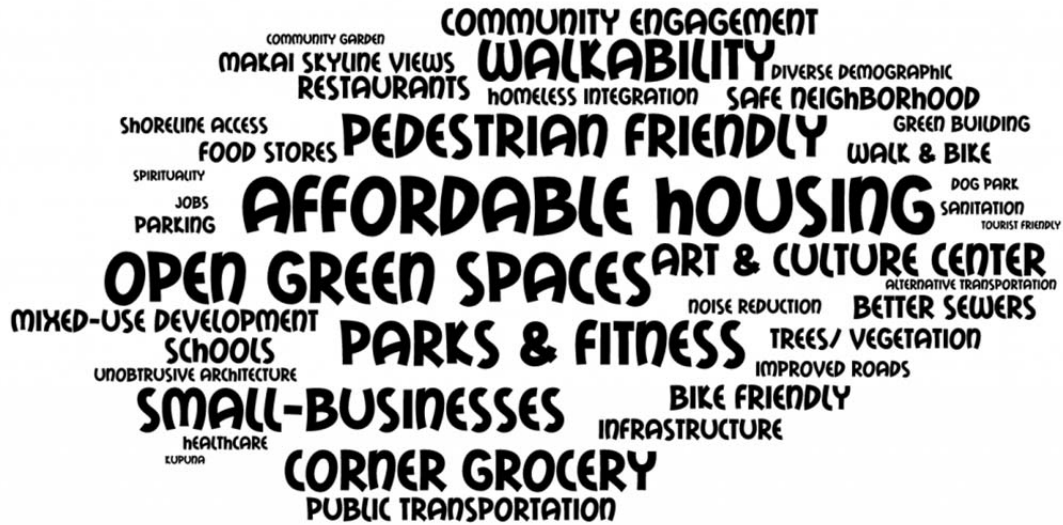 COMMUNITY ENGAGEMENT
COMMUNITY GARDEN
MAKAI SKYLINE VIEWS
WALKABILITY
DIVERSE DEMOGRAPHIC
RESTAURANTS
HOMELESS INTEGRATION
SAFE NEIGHBORHOOD
SHORELINE ACCESS
PEDESTRIAN FRIENDLY
GREEN BUILDING
FOOD STORES
WALK & BIKE
SPIRITUALITY
AFFORDABLE HOUSING
DOG PARK
JOBS
SANITATION
PARKING
TOURIST FRIENDLY
OPEN GREEN SPACES
ART & CULTURE CENTER
ALTERNATIVE TRANSPORTATION
MIXED-USE DEVELOPMENT
NOISE REDUCTION
BETTER SEWERS
SCHOOLS
PARKS & FITNESS
TREES/ VEGETATION
UNOBTRUSIVE ARCHITECTURE
IMPROVED ROADS
SMALL-BUSINESSES
BIKE FRIENDLY
INFRASTRUCTURE
HEALTHCARE
KUPUNA
CORNER GROCERY
PUBLIC TRANSPORTATION